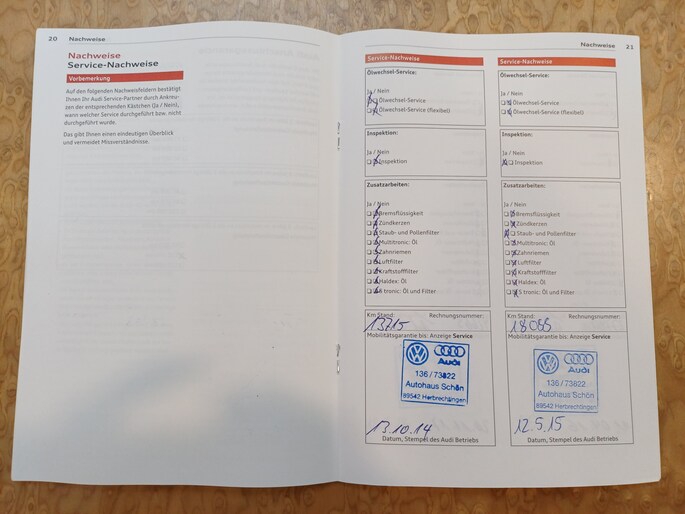 20 Nachweise
Nachweise
Service-Nachweise
Vorbemerkung
Auf den folgenden Nachweisfeldern bestätigt
Ihnen Ihr Audi Service-Partner durch Ankreu-
zen der entsprechenden Kästchen (Ja / Nein),
wann welcher Service durchgeführt bzw. nicht
durchgeführt wurde.
Das gibt Ihnen einen eindeutigen Überblick
und vermeidet Missverständnisse.
Nachweise 21
Service-Nachweise
Ölwechsel-Service:
Ja / Nein
Ölwechsel-Service
Ölwechsel-Service (flexibel)
Inspektion:
Ja / Nein
Inspektion
Zusatzarbeiten:
Ja / Nein
Bremsflüssigkeit
Zündkerzen
Staub- und Pollenfilter
Multitronic: Öl
Zahnriemen
Luftfilter
Kraftstofffilter
Haldex: Öl
S tronic: Öl und Filter
Km Stand: Rechnungsnummer:
13715
Mobilitätsgarantie bis: Anzeige Service
Audi
136 / 73822
Autohaus Schön
89542 Herbrechtingen
13.10.14
Datum, Stempel des Audi Betriebs
Service-Nachweise
Ölwechsel-Service:
Ja / Nein
Ölwechsel-Service
Ölwechsel-Service (flexibel)
Inspektion:
Ja / Nein
Inspektion
Zusatzarbeiten:
Ja / Nein
Bremsflüssigkeit
Zündkerzen
Staub- und Pollenfilter
Multitronic: Öl
Zahnriemen
Luftfilter
Kraftstofffilter
Haldex: Öl
S tronic: Öl und Filter
Km Stand: Rechnungsnummer:
Mobilitätsgarantie bis: Anzeige Service
Audi
136 / 73822
Autohaus Schön
89542 Herbrechtingen
12.5.15
Datum, Stempel des Audi Betriebs